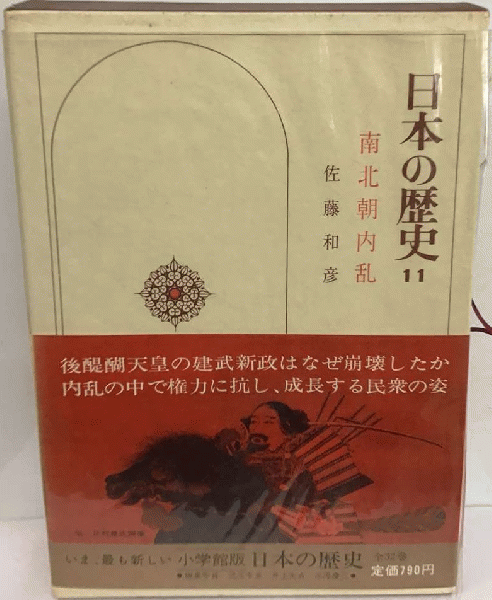 日本の歴史 11
南北朝内乱
佐藤和彦
後醍醐天皇の建武新政はなぜ崩壊したか
内乱の中で権力に抗し、成長する民衆の姿
いま、最も新しい 小学館版 日本の歴史
定価790円